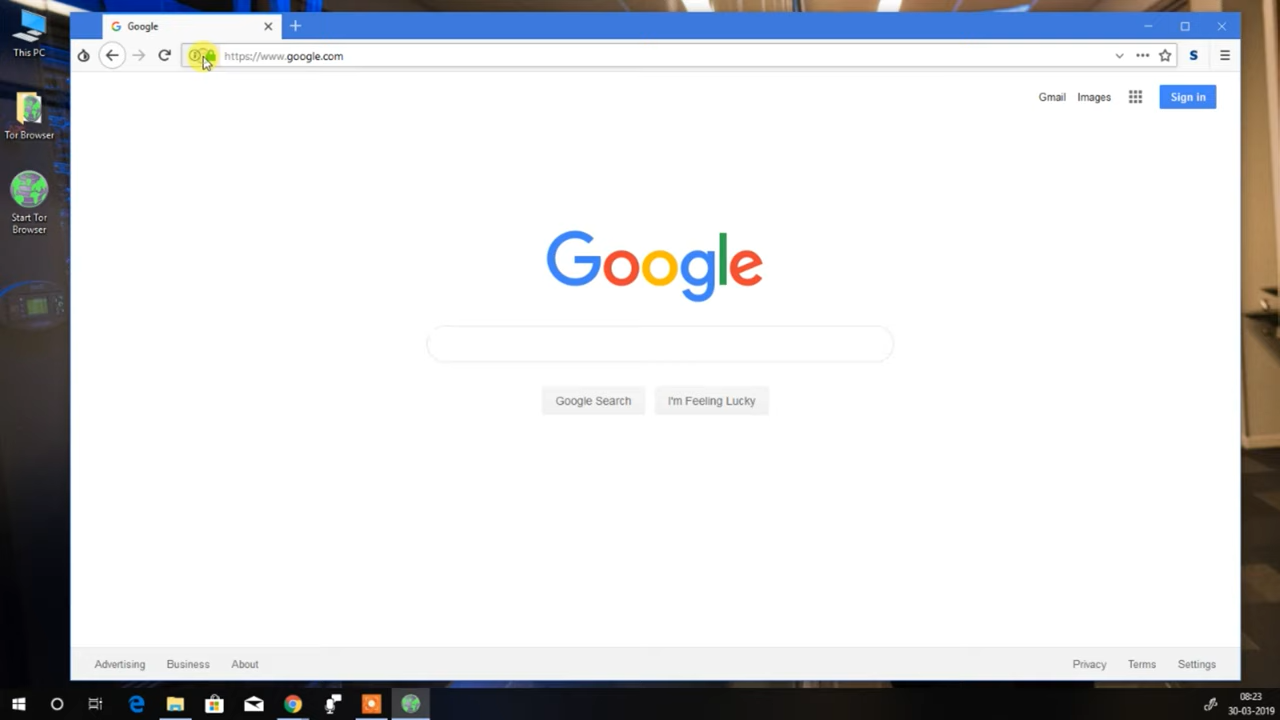 This PC
Tor Browser
Start Tor
Browser
Google
https://www.google.com
S
Gmail
Images
Sign in
Google
Google Search
I'm Feeling Lucky
Advertising
Business
About
Privacy
Terms
Settings
08:23
30-03-2019